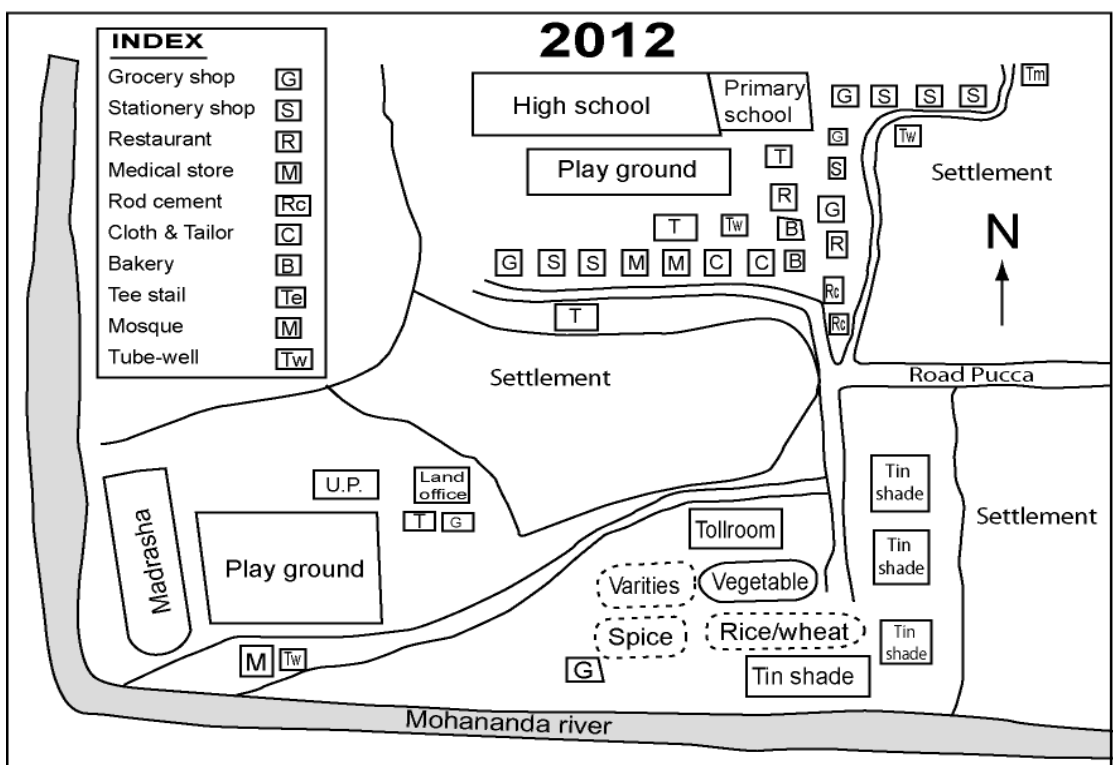 2012
INDEX
Grocery shop G
Stationery shop S
Restaurant R
Medical store M
Rod cement Rc
Cloth & Tailor C
Bakery B
Tee stail Te
Mosque M
Tube-well Tw
High school
Primary
school
G S S S
Tm
G
Tw
Play ground
T
S
Settlement
R
G
T
Tw
B
R
N
G S S M M C C B
Rc
T
Rc
Settlement
Road Pucca
U.P.
Land
office
T G
Tin
shade
Madrasha
Play ground
Tollroom
Settlement
Tin
shade
Varities
Vegetable
Spice
Rice/wheat
Tin
shade
M
Tw
G
Tin shade
Mohananda river